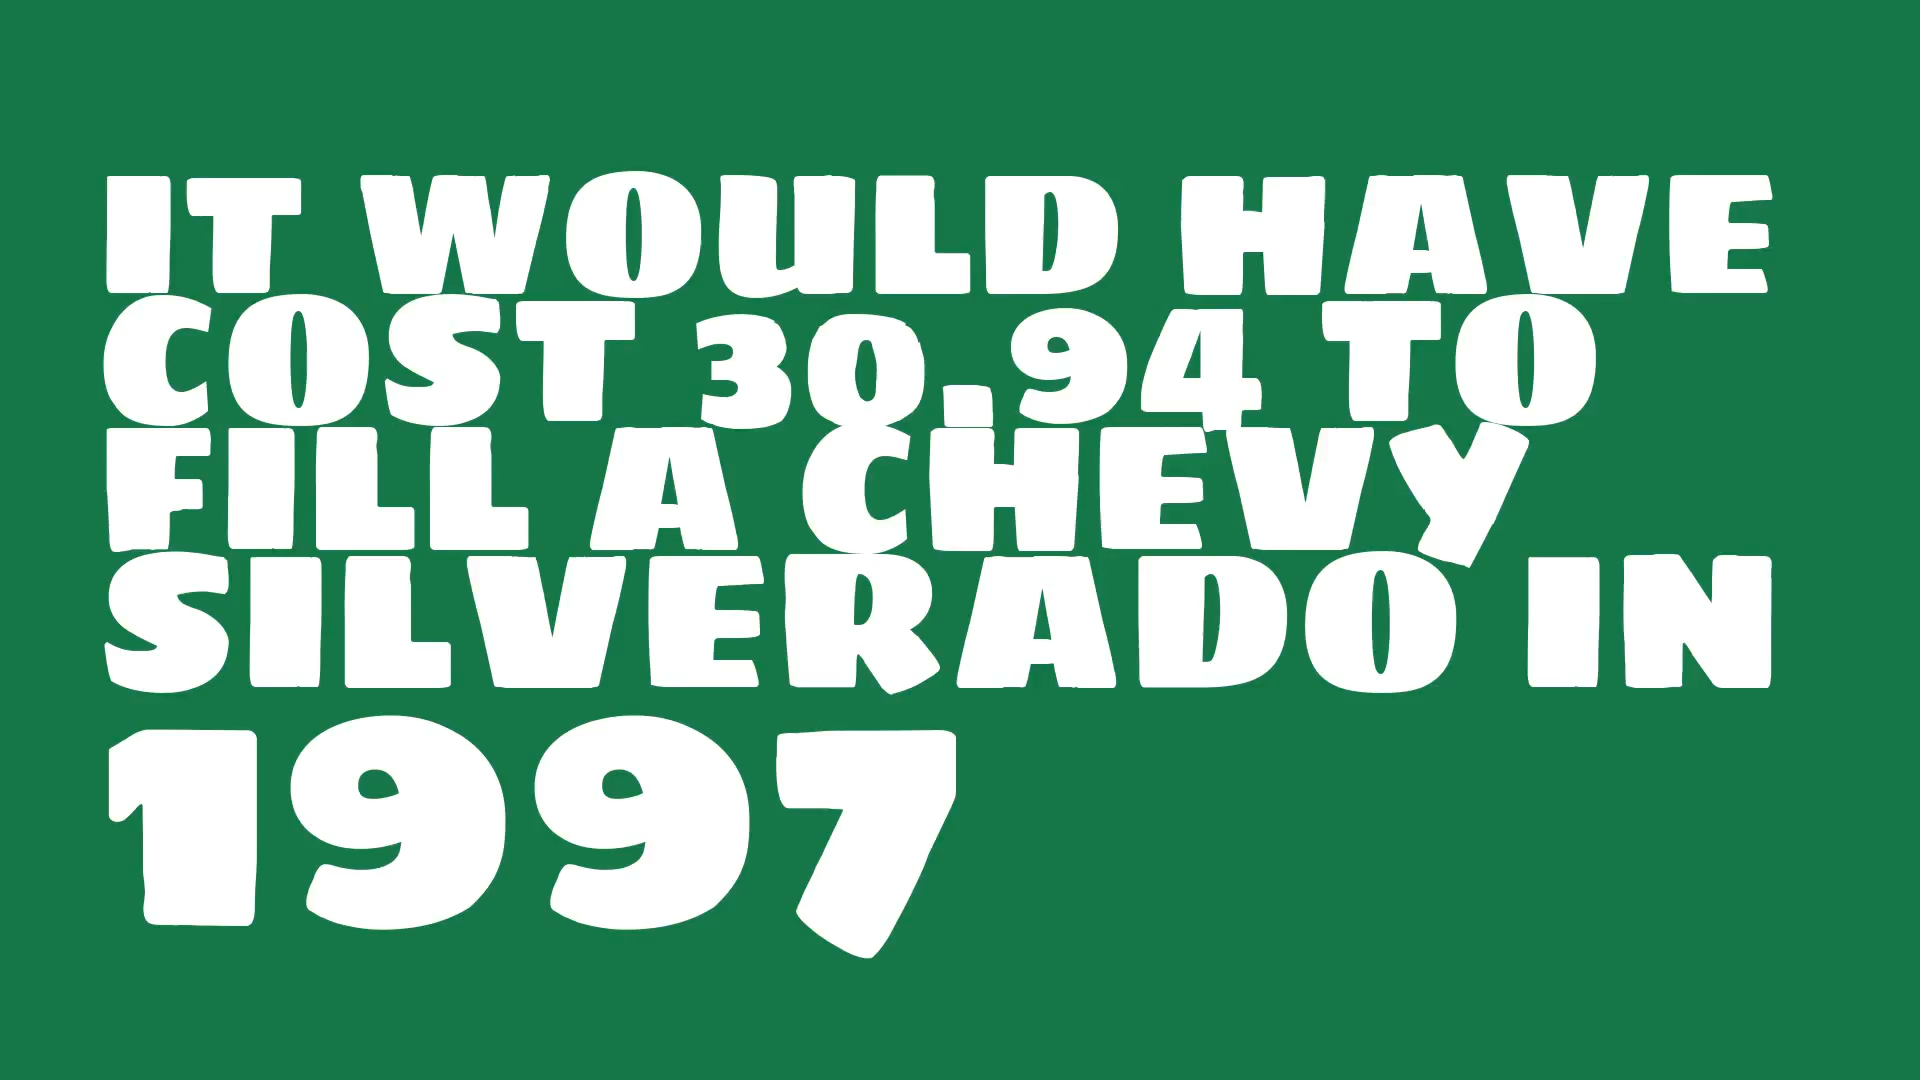 IT WOULD HAVE
COST 30.94 TO
FILL A CHEVY
SILVERADO IN
1997